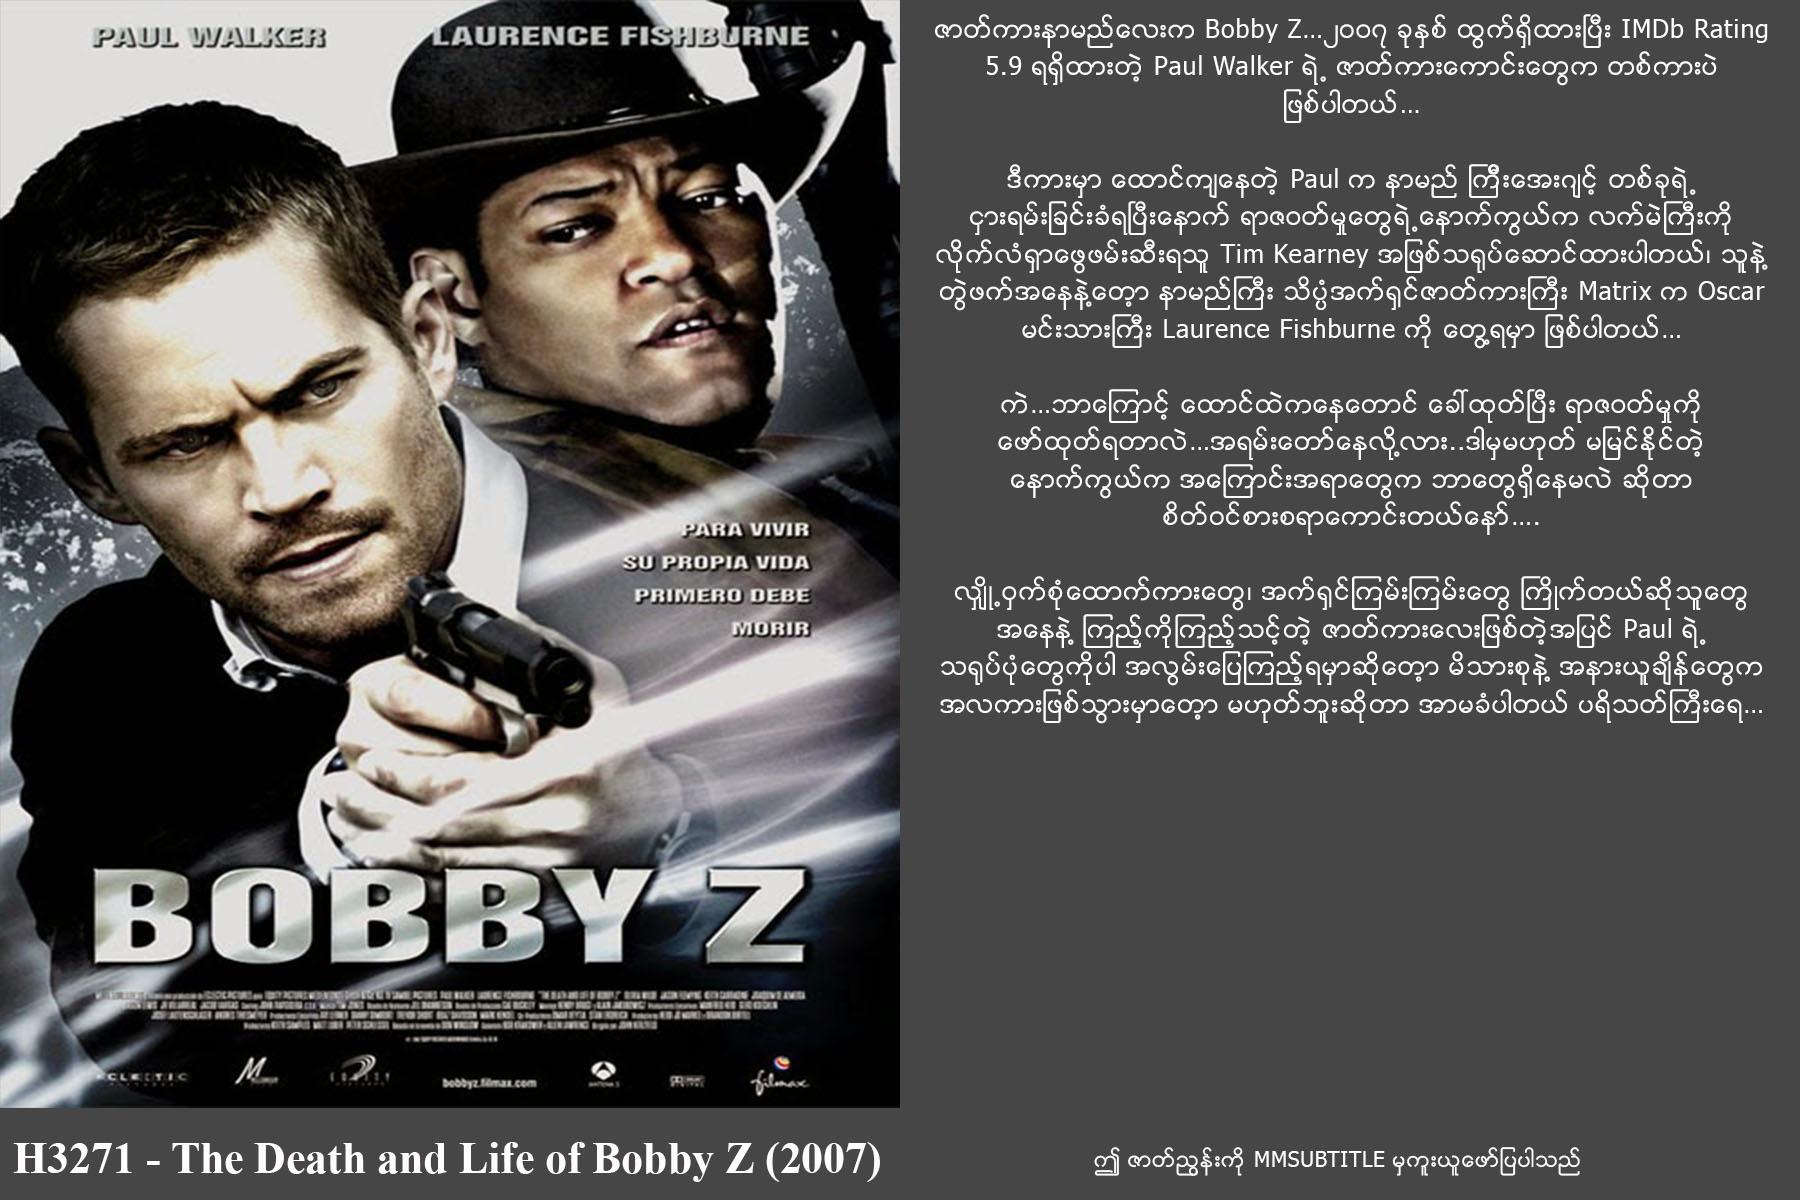 PAUL WALKER
LAURENCE FISHBURNE
PARA VIVIR
SU PROPIA VIDA
PRIMERO DEBE
MORIR
BOBBY Z
bobbyz.filmax.com
filmax
H3271 - The Death and Life of Bobby Z (2007)
ဇာတ်ကားနာမည်လေးက Bobby Z...၂၀၀၇ ခုနှစ် ထွက်ရှိထားပြီး IMDb Rating
5.9 ရရှိထားတဲ့ Paul Walker ရဲ့ ဇာတ်ကားကောင်းတွေက တစ်ကားပဲ
ဖြစ်ပါတယ်...
ဒီကားမှာ ထောင်ကျနေတဲ့ Paul က နာမည် ကြီးအေးဂျင့် တစ်ခုရဲ့
ငှားရမ်းခြင်းခံရပြီးနောက် ရာဇဝတ်မှုတွေရဲ့နောက်ကွယ်က လက်မဲကြီးကို
လိုက်လံရှာဖွေဖမ်းဆီးရသူ Tim Kearney အဖြစ်သရုပ်ဆောင်ထားပါတယ်၊ သူနဲ့
တွဲဖက်အနေနဲ့တော့ နာမည်ကြီး သိပ္ပံအက်ရှင်ဇာတ်ကားကြီး Matrix က Oscar
မင်းသားကြီး Laurence Fishburne ကို တွေ့ရမှာ ဖြစ်ပါတယ်...
ကဲ...ဘာကြောင့် ထောင်ထဲကနေတောင် ခေါ်ထုတ်ပြီး ရာဇဝတ်မှုကို
ဖော်ထုတ်ရတာလဲ...အရမ်းတော်နေလို့လား..ဒါမှမဟုတ် မမြင်နိုင်တဲ့
နောက်ကွယ်က အကြောင်းအရာတွေက ဘာတွေရှိနေမလဲ ဆိုတာ
စိတ်ဝင်စားစရာကောင်းတယ်နော်....
လျှို့ဝှက်စုံထောက်ကားတွေ၊ အက်ရှင်ကြမ်းကြမ်းတွေ ကြိုက်တယ်ဆိုသူတွေ
အနေနဲ့ ကြည့်ကိုကြည့်သင့်တဲ့ ဇာတ်ကားလေးဖြစ်တဲ့အပြင် Paul ရဲ့
သရုပ်ပုံတွေကိုပါ အလွမ်းပြေကြည့်ရမှာဆိုတော့ မိသားစုနဲ့ အနားယူချိန်တွေက
အလကားဖြစ်သွားမှာတော့ မဟုတ်ဘူးဆိုတာ အာမခံပါတယ် ပရိသတ်ကြီးရေ...
ဤ ဇာတ်ညွှန်းကို MMSUBTITLE မှကူးယူဖော်ပြပါသည်